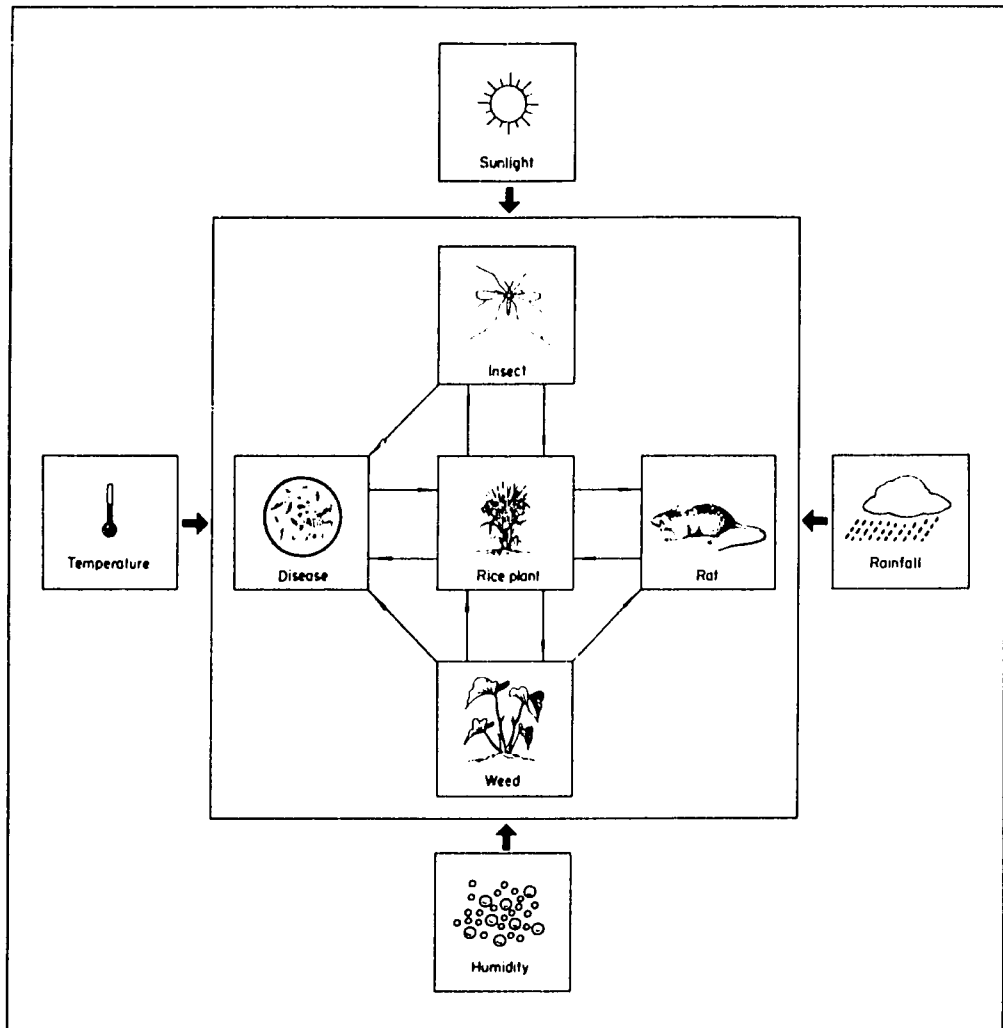 Sunlight
Insect
Temperature
Disease
Rice plant
Rat
Rainfall
Weed
Humidity